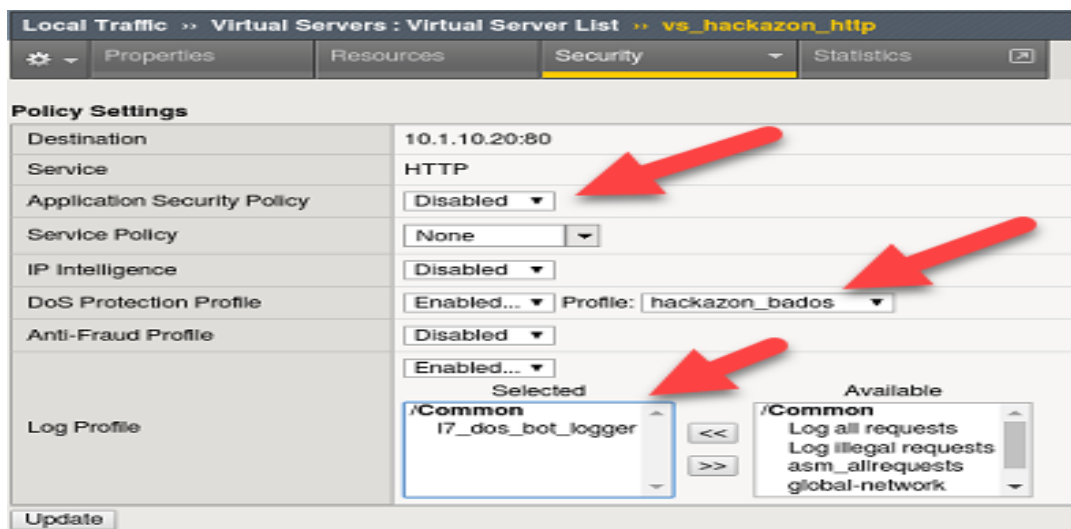 Local Traffic ›› Virtual Servers : Virtual Server List ›› vs_hackazon_http
Properties Resources Security Statistics
Policy Settings
Destination 10.1.10.20:80
Service HTTP
Application Security Policy Disabled
Service Policy None
IP Intelligence Disabled
DoS Protection Profile Enabled... Profile: hackazon_bados
Anti-Fraud Profile Disabled
Enabled...
Selected Available
/Common /Common
l7_dos_bot_logger Log all requests
Log Profile << Log illegal requests
>> asm_allrequests
global-network
Update